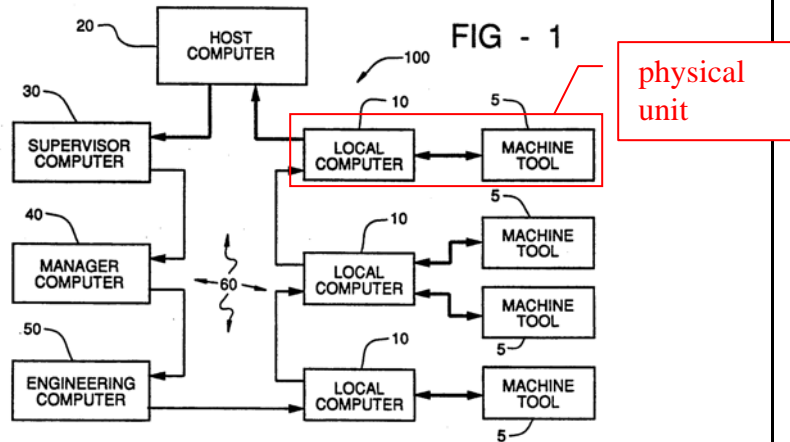 FIG - 1
20
HOST
COMPUTER
100
physical
unit
30
SUPERVISOR
COMPUTER
10
LOCAL
COMPUTER
5
MACHINE
TOOL
40
MANAGER
COMPUTER
60
10
LOCAL
COMPUTER
5
MACHINE
TOOL
MACHINE
TOOL
5
50
ENGINEERING
COMPUTER
10
LOCAL
COMPUTER
MACHINE
TOOL
5